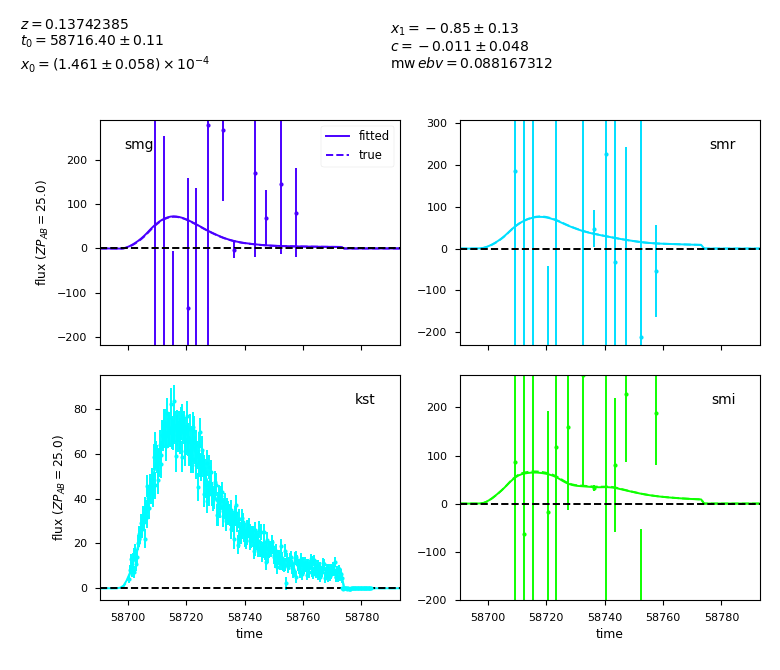 z = 0.13742385
t₀ = 58716.40 ± 0.11
x₀ = (1.461 ± 0.058) × 10⁻⁴
x₁ = −0.85 ± 0.13
c = −0.011 ± 0.048
mw ebv = 0.088167312
smg
fitted
true
200
100
0
−100
−200
flux (ZP_AB = 25.0)
smr
300
200
100
0
−100
−200
kst
80
60
40
20
0
flux (ZP_AB = 25.0)
58700 58720 58740 58760 58780
time
smi
200
100
0
−100
−200
58700 58720 58740 58760 58780
time